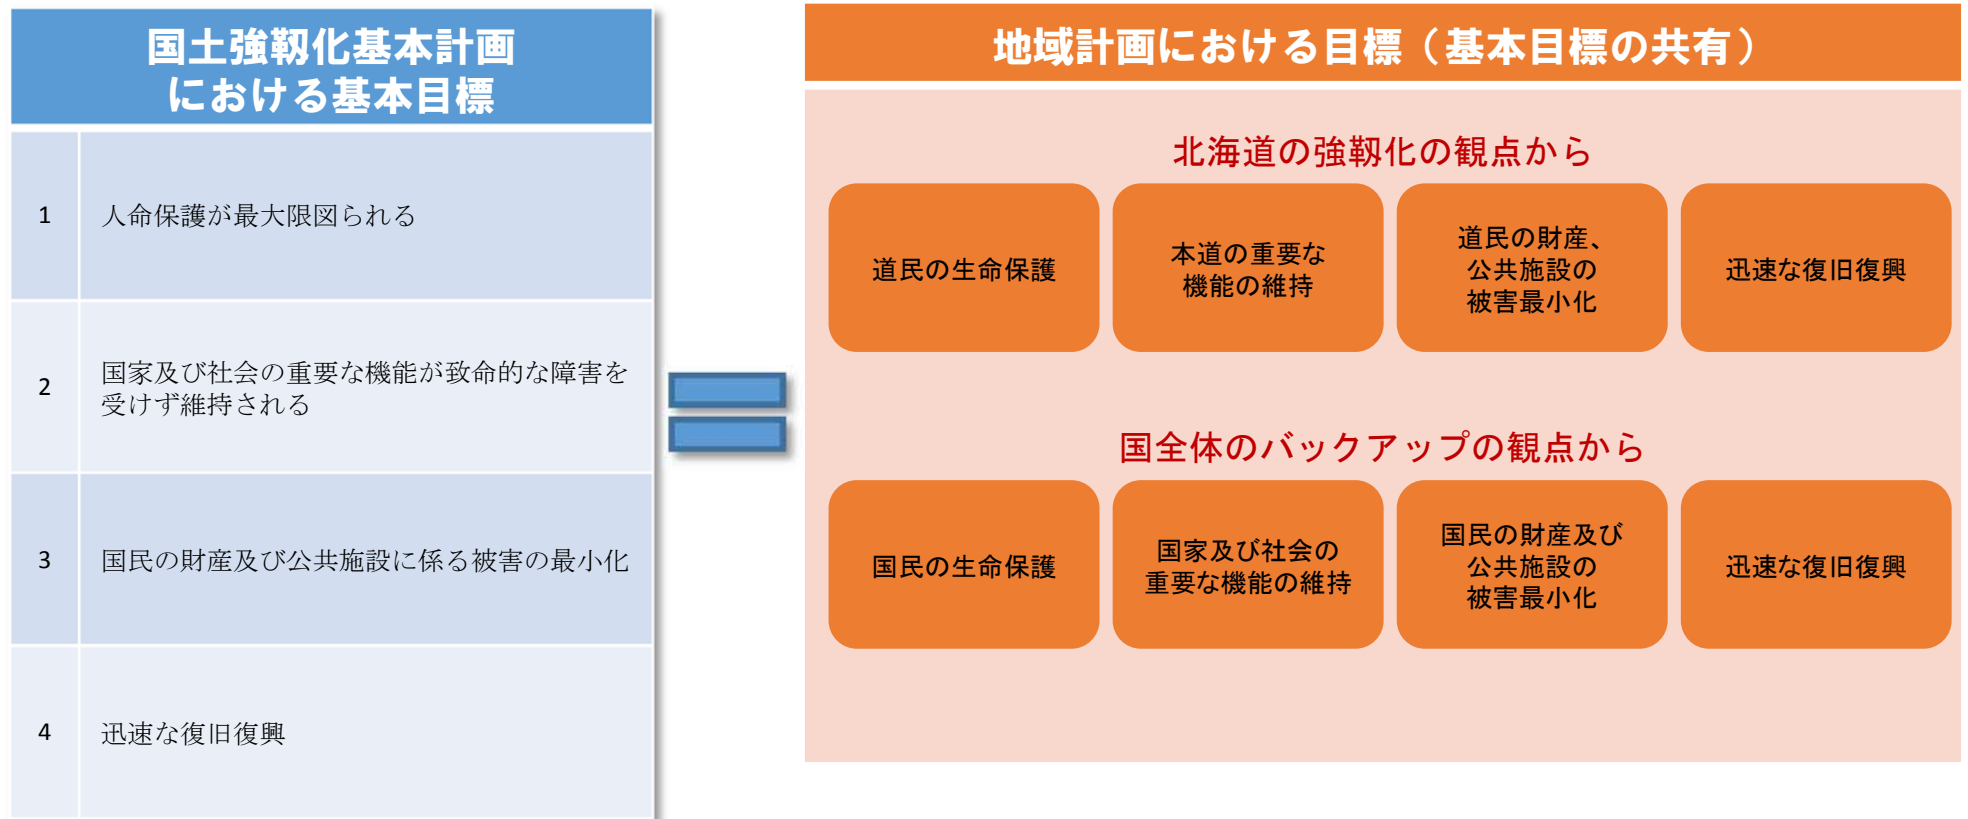 国土強靱化基本計画
における基本目標
1
人命保護が最大限図られる
2
国家及び社会の重要な機能が致命的な障害を
受けず維持される
3
国民の財産及び公共施設に係る被害の最小化
4
迅速な復旧復興
地域計画における目標（基本目標の共有）
北海道の強靱化の観点から
道民の生命保護
本道の重要な
機能の維持
道民の財産、
公共施設の
被害最小化
迅速な復旧復興
国全体のバックアップの観点から
国民の生命保護
国家及び社会の
重要な機能の維持
国民の財産及び
公共施設の
被害最小化
迅速な復旧復興